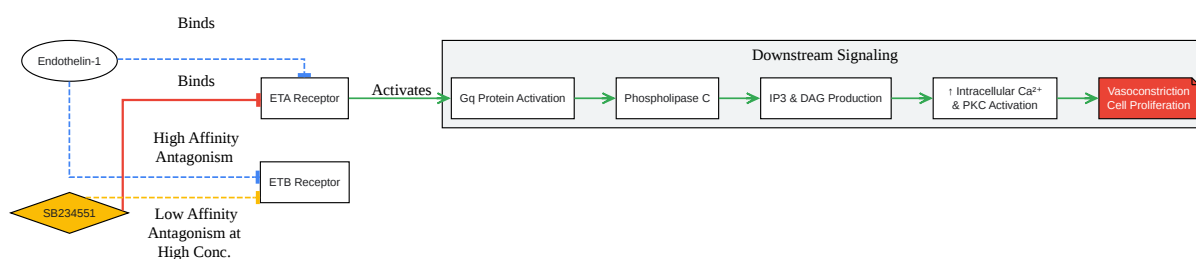 Binds
Endothelin-1
Binds
Downstream Signaling
ETA Receptor
Activates
Gq Protein Activation
Phospholipase C
IP3 & DAG Production
↑ Intracellular Ca²⁺
& PKC Activation
Vasoconstriction
Cell Proliferation
High Affinity
Antagonism
ETB Receptor
SB234551
Low Affinity
Antagonism at
High Conc.